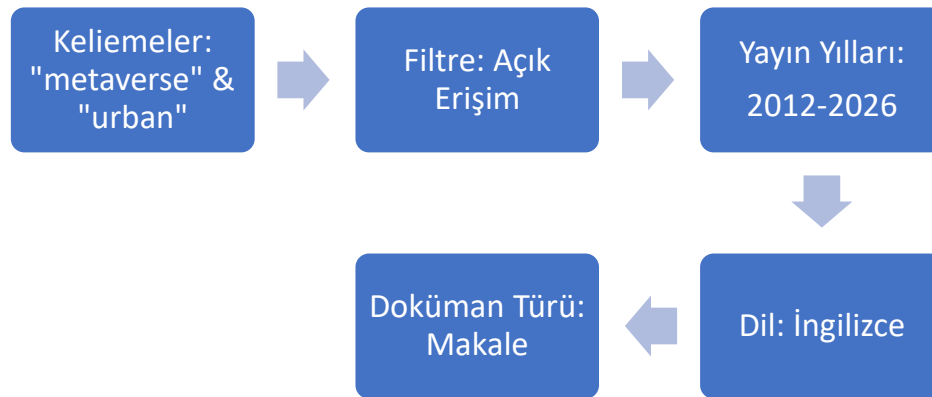 Keliemeler:
"metaverse" &
"urban"
Filtre: Açık
Erişim
Yayın Yılları:
2012-2026
Dil: İngilizce
Doküman Türü:
Makale